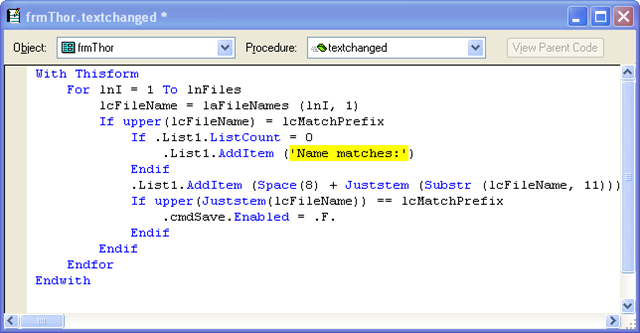 frmThor.textchanged *
Object: frmThor Procedure: textchanged View Parent Code
With Thisform
For lnI = 1 To lnFiles
lcFileName = laFileNames (lnI, 1)
If upper(lcFileName) = lcMatchPrefix
If .List1.ListCount = 0
.List1.AddItem ('Name matches:')
Endif
.List1.AddItem (Space(8) + Juststem (Substr (lcFileName, 11)))
If upper(Juststem(lcFileName)) == lcMatchPrefix
.cmdSave.Enabled = .F.
Endif
Endif
Endfor
Endwith